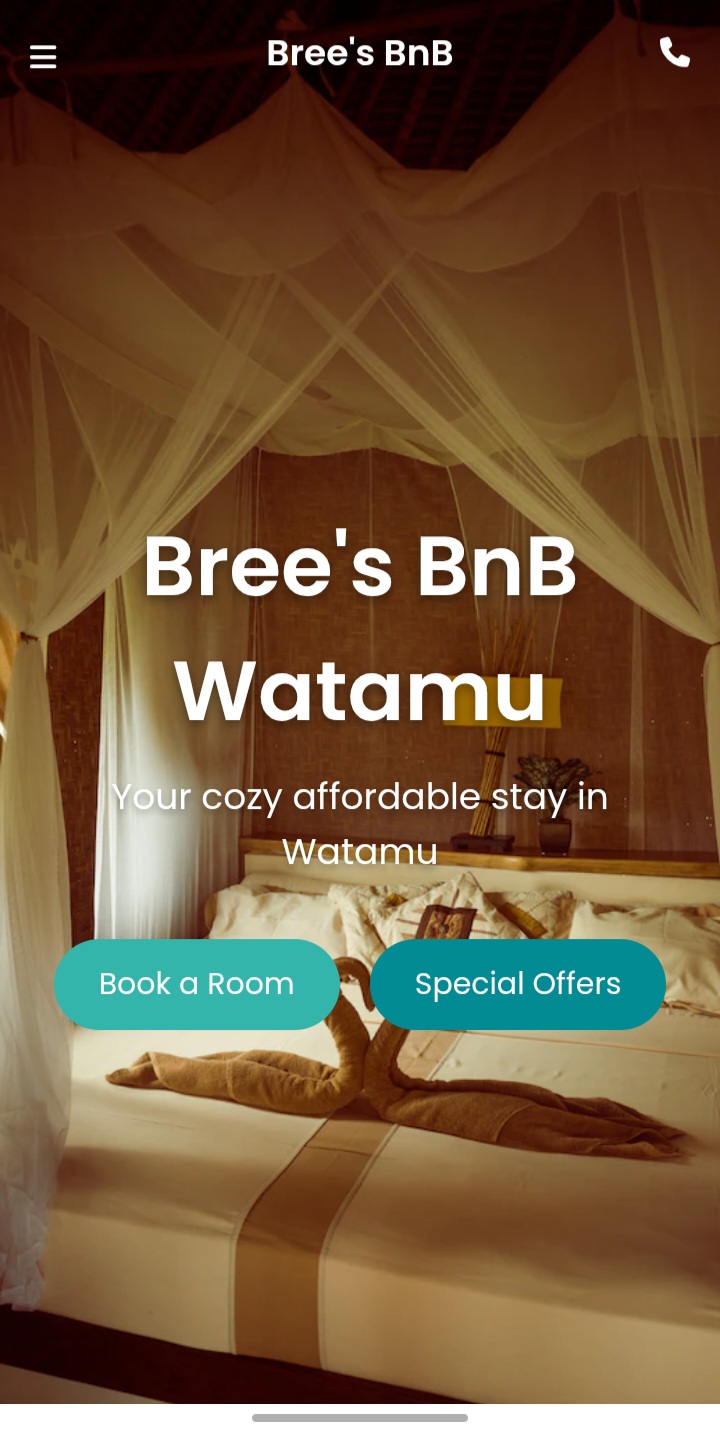 Bree's BnB
Bree's BnB
Watamu
Your cozy affordable stay in
Watamu
Book a Room
Special Offers